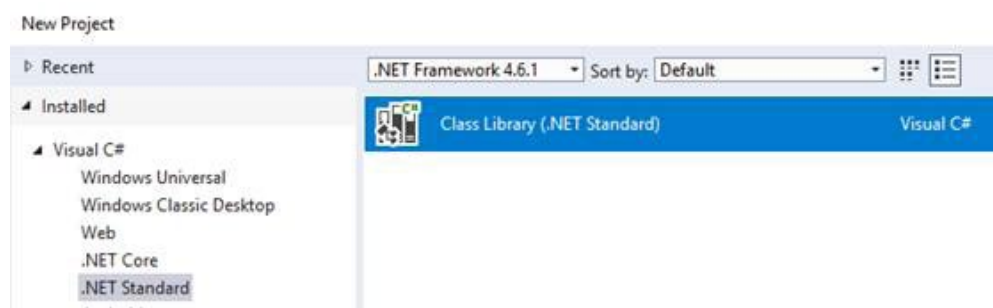 New Project
Recent
.NET Framework 4.6.1 Sort by: Default
Installed
C#
Class Library (.NET Standard) Visual C#
Visual C#
Windows Universal
Windows Classic Desktop
Web
.NET Core
.NET Standard